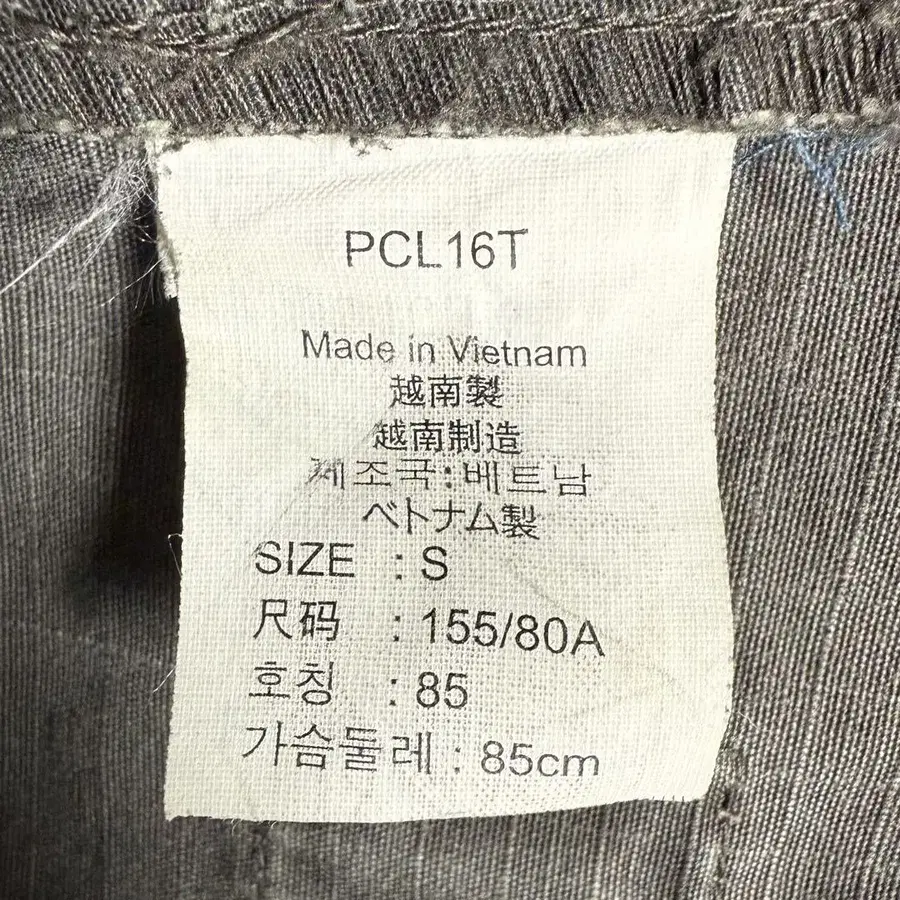 PCL16T
Made in Vietnam
越南製
越南制造
제조국:베트남
ベトナム製
SIZE : S
尺码 : 155/80A
호칭 : 85
가슴둘레 : 85cm